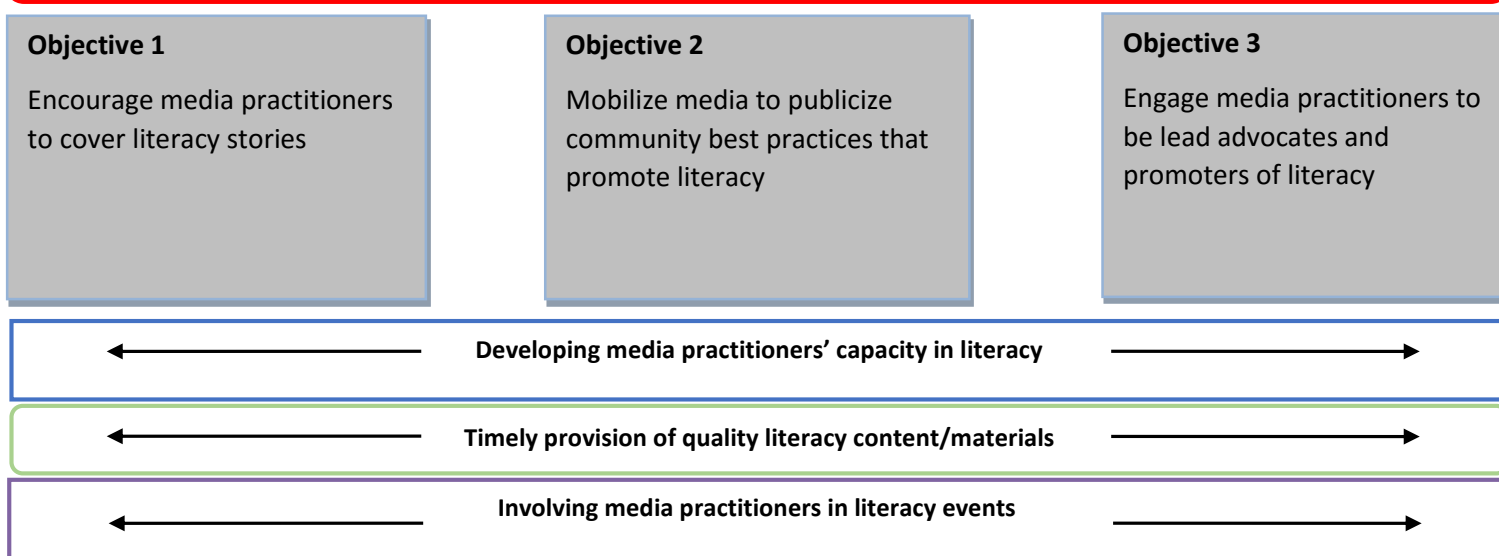 Objective 1
Encourage media practitioners
to cover literacy stories
Objective 2
Mobilize media to publicize
community best practices that
promote literacy
Objective 3
Engage media practitioners to
be lead advocates and
promoters of literacy
Developing media practitioners’ capacity in literacy
Timely provision of quality literacy content/materials
Involving media practitioners in literacy events